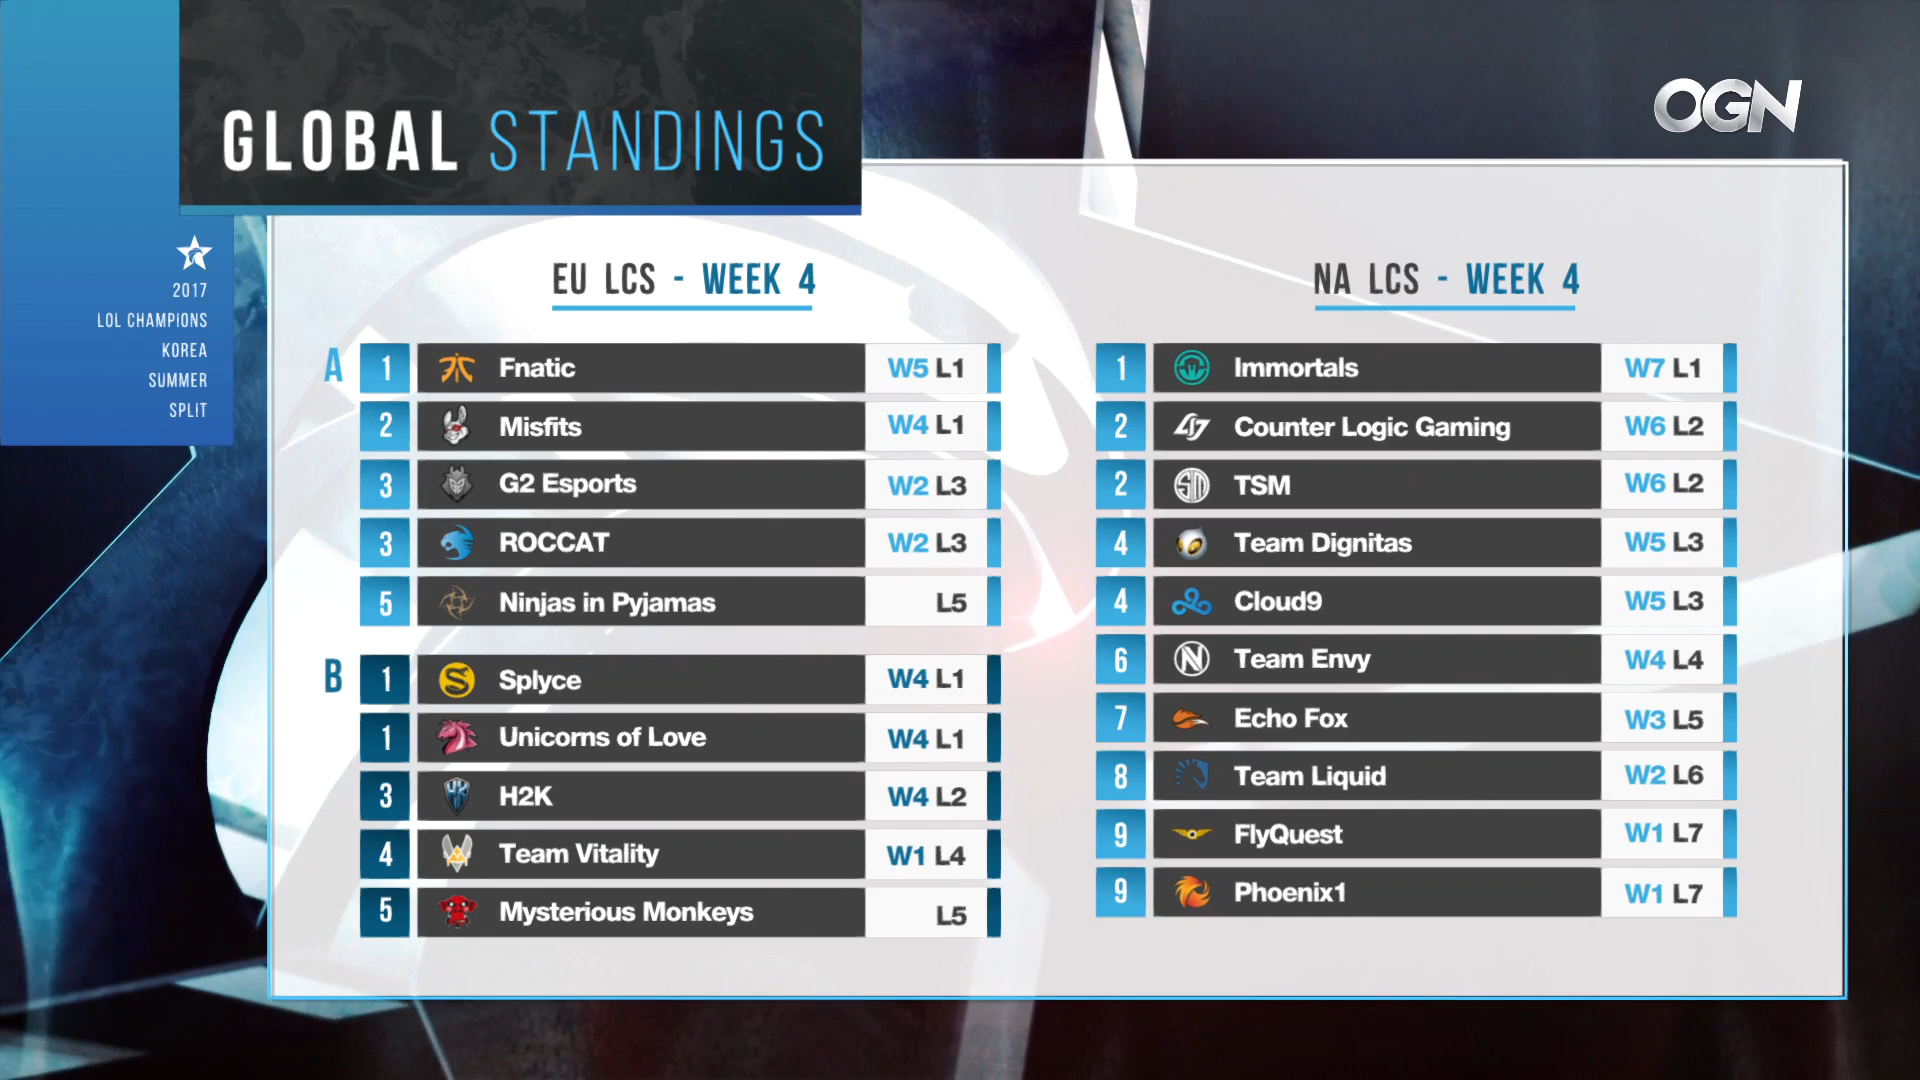 GLOBAL STANDINGS
OGN
2017
LOL CHAMPIONS
KOREA
SUMMER
SPLIT
EU LCS - WEEK 4
A
1 Fnatic W5 L1
2 Misfits W4 L1
3 G2 Esports W2 L3
3 ROCCAT W2 L3
5 Ninjas in Pyjamas L5
B
1 Splyce W4 L1
1 Unicorns of Love W4 L1
3 H2K W4 L2
4 Team Vitality W1 L4
5 Mysterious Monkeys L5
NA LCS - WEEK 4
1 Immortals W7 L1
2 Counter Logic Gaming W6 L2
2 TSM W6 L2
4 Team Dignitas W5 L3
4 Cloud9 W5 L3
6 Team Envy W4 L4
7 Echo Fox W3 L5
8 Team Liquid W2 L6
9 FlyQuest W1 L7
9 Phoenix1 W1 L7